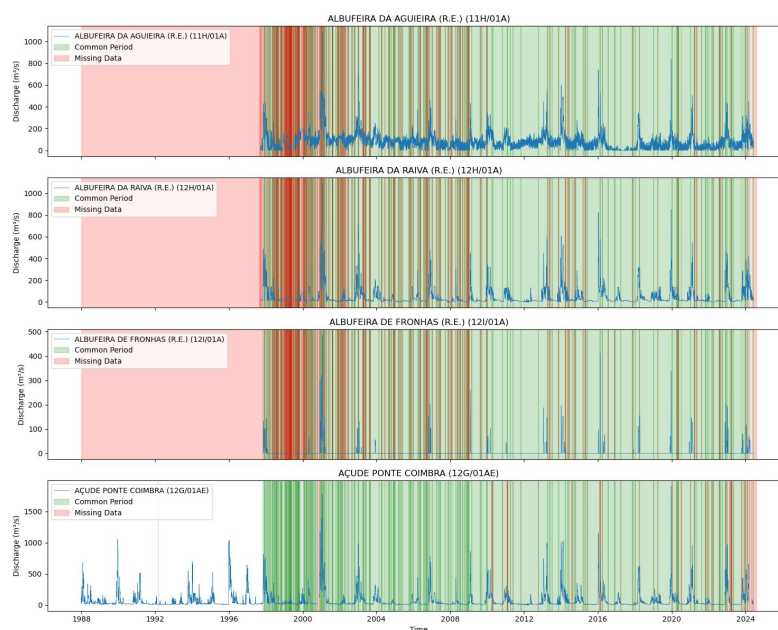 ALBUFEIRA DA AGUIEIRA (R.E.) (11H/01A)
ALBUFEIRA DA AGUIEIRA (R.E.) (11H/01A)
Common Period
Missing Data
Discharge (m³/s)
1000
800
600
400
200
0
ALBUFEIRA DA RAIVA (R.E.) (12H/01A)
ALBUFEIRA DA RAIVA (R.E.) (12H/01A)
Common Period
Missing Data
Discharge (m³/s)
1000
800
600
400
200
0
ALBUFEIRA DE FRONHAS (R.E.) (12I/01A)
ALBUFEIRA DE FRONHAS (R.E.) (12I/01A)
Common Period
Missing Data
Discharge (m³/s)
500
400
300
200
100
0
AÇUDE PONTE COIMBRA (12G/01AE)
AÇUDE PONTE COIMBRA (12G/01AE)
Common Period
Missing Data
Discharge (m³/s)
1500
1000
500
0
1988 1992 1996 2000 2004 2008 2012 2016 2020 2024
Time